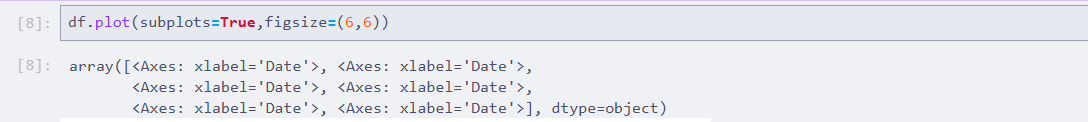 [8]: df.plot(subplots=True,figsize=(6,6))
[8]: array([<Axes: xlabel='Date'>, <Axes: xlabel='Date'>,
<Axes: xlabel='Date'>, <Axes: xlabel='Date'>,
<Axes: xlabel='Date'>, <Axes: xlabel='Date'>], dtype=object)